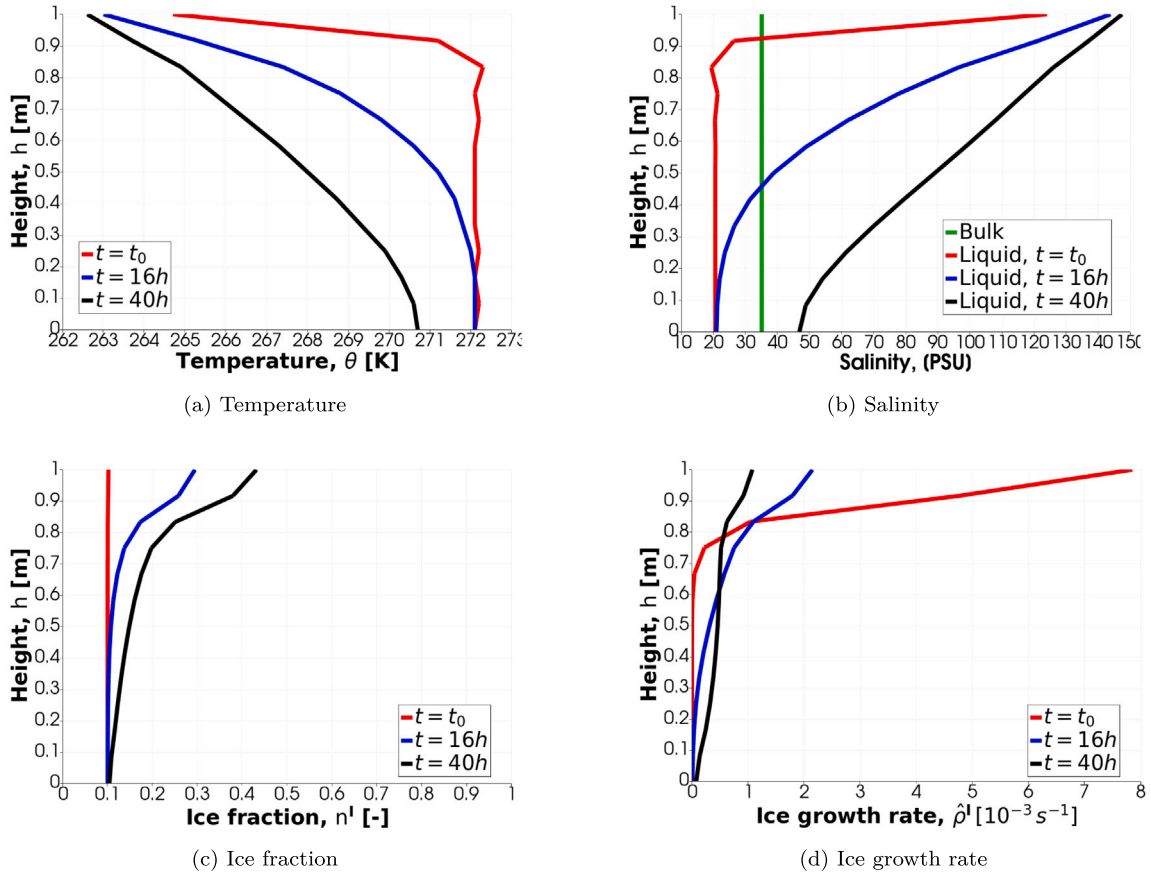 1
0.9
0.8
0.7
0.6
0.5
0.4
0.3
0.2
0.1
0
Height, h [m]
t = t₀
t = 16h
t = 40h
262 263 264 265 266 267 268 269 270 271 272 273
Temperature, θ [K]
(a) Temperature
1
0.9
0.8
0.7
0.6
0.5
0.4
0.3
0.2
0.1
0
Height, h [m]
Bulk
Liquid, t = t₀
Liquid, t = 16h
Liquid, t = 40h
10 20 30 40 50 60 70 80 90 100 110 120 130 140 150
Salinity, (PSU)
(b) Salinity
1
0.9
0.8
0.7
0.6
0.5
0.4
0.3
0.2
0.1
0
Height, h [m]
t = t₀
t = 16h
t = 40h
0 0.1 0.2 0.3 0.4 0.5 0.6 0.7 0.8 0.9 1
Ice fraction, nᴵ [-]
(c) Ice fraction
1
0.9
0.8
0.7
0.6
0.5
0.4
0.3
0.2
0.1
0
Height, h [m]
t = t₀
t = 16h
t = 40h
0 1 2 3 4 5 6 7 8
Ice growth rate, ρ̂ᴵ [10⁻³ s⁻¹]
(d) Ice growth rate